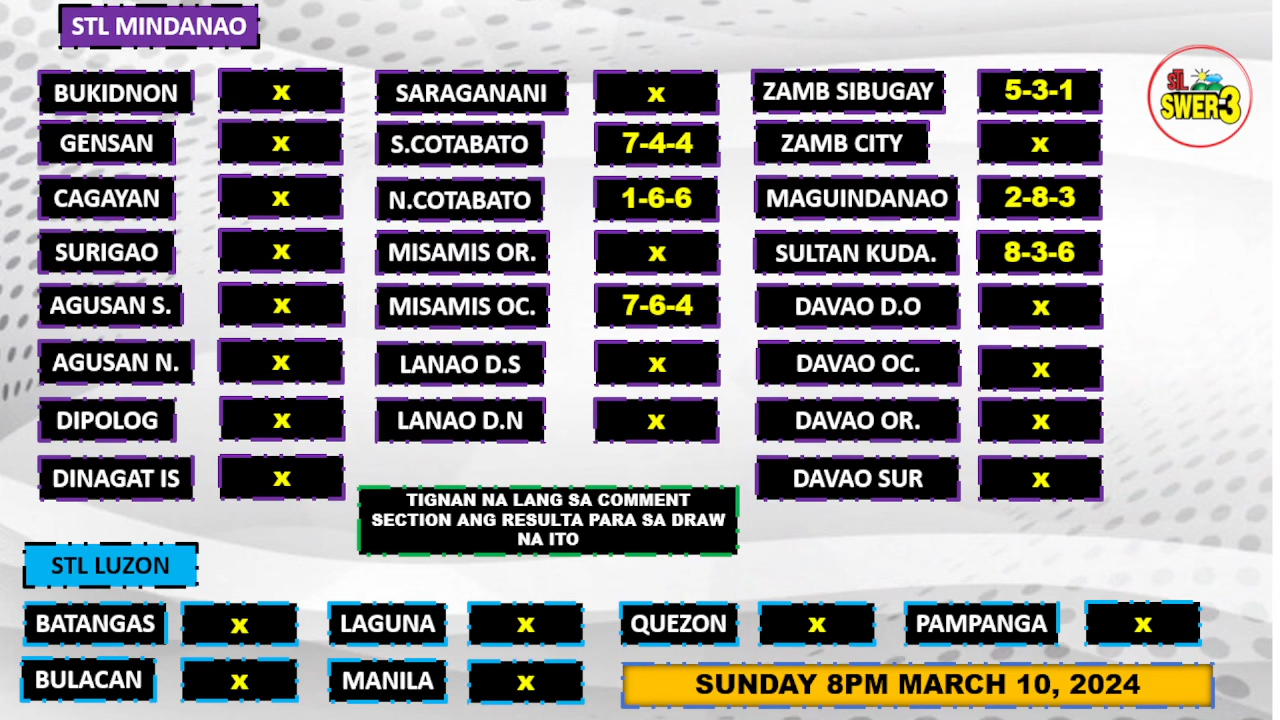 STL MINDANAO
BUKIDNON x SARAGANANI x ZAMB SIBUGAY 5-3-1
STL SWER3
GENSAN x S.COTABATO 7-4-4 ZAMB CITY x
CAGAYAN x N.COTABATO 1-6-6 MAGUINDANAO 2-8-3
SURIGAO x MISAMIS OR. x SULTAN KUDA. 8-3-6
AGUSAN S. x MISAMIS OC. 7-6-4 DAVAO D.O x
AGUSAN N. x LANAO D.S x DAVAO OC. x
DIPOLOG x LANAO D.N x DAVAO OR. x
DINAGAT IS x DAVAO SUR x
TIGNAN NA LANG SA COMMENT
SECTION ANG RESULTA PARA SA DRAW
NA ITO
STL LUZON
BATANGAS x LAGUNA x QUEZON x PAMPANGA x
BULACAN x MANILA x SUNDAY 8PM MARCH 10, 2024